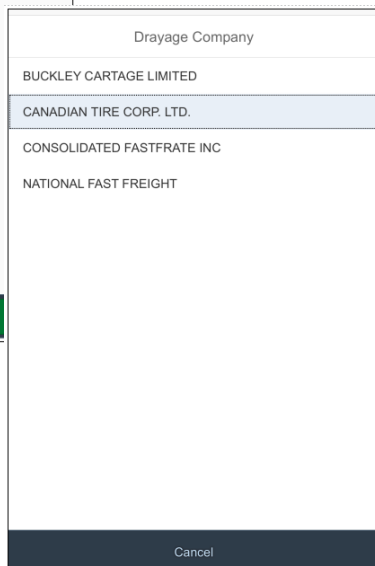 Drayage Company
BUCKLEY CARTAGE LIMITED
CANADIAN TIRE CORP. LTD.
CONSOLIDATED FASTFRATE INC
NATIONAL FAST FREIGHT
Cancel